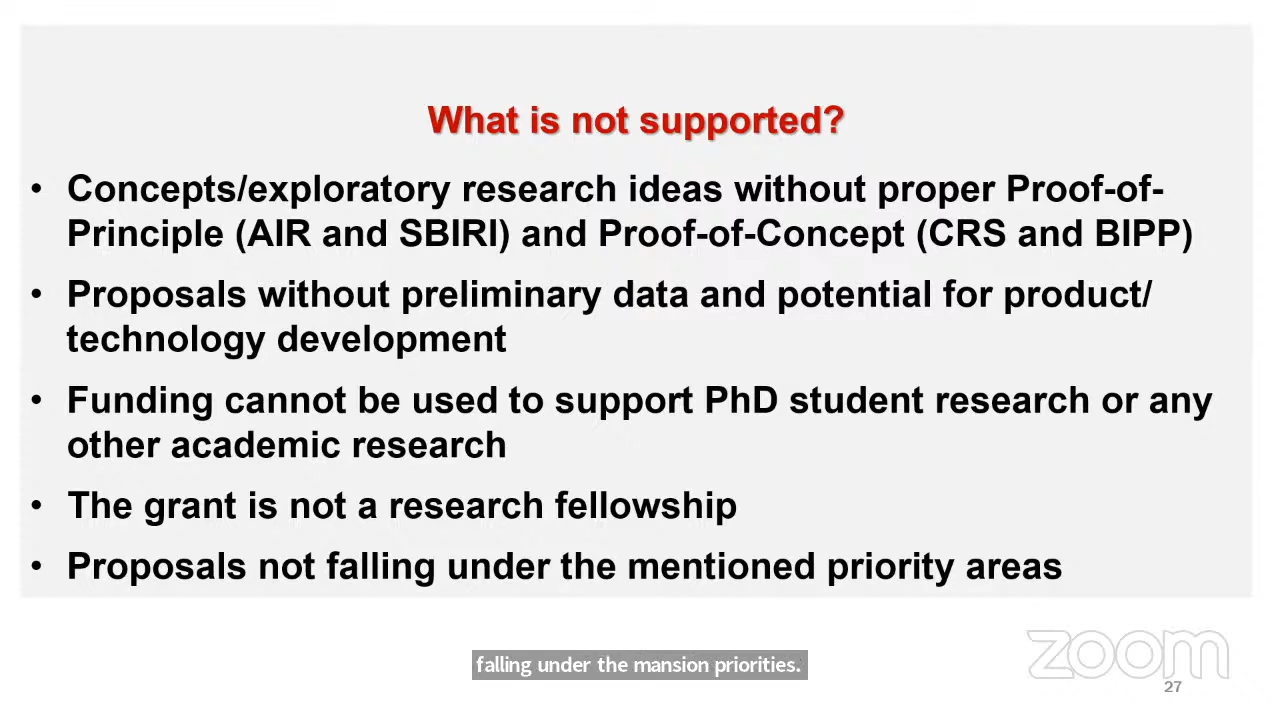 What is not supported?
• Concepts/exploratory research ideas without proper Proof-of-
Principle (AIR and SBIRI) and Proof-of-Concept (CRS and BIPP)
• Proposals without preliminary data and potential for product/
technology development
• Funding cannot be used to support PhD student research or any
other academic research
• The grant is not a research fellowship
• Proposals not falling under the mentioned priority areas
falling under the mansion priorities.
zoom
27